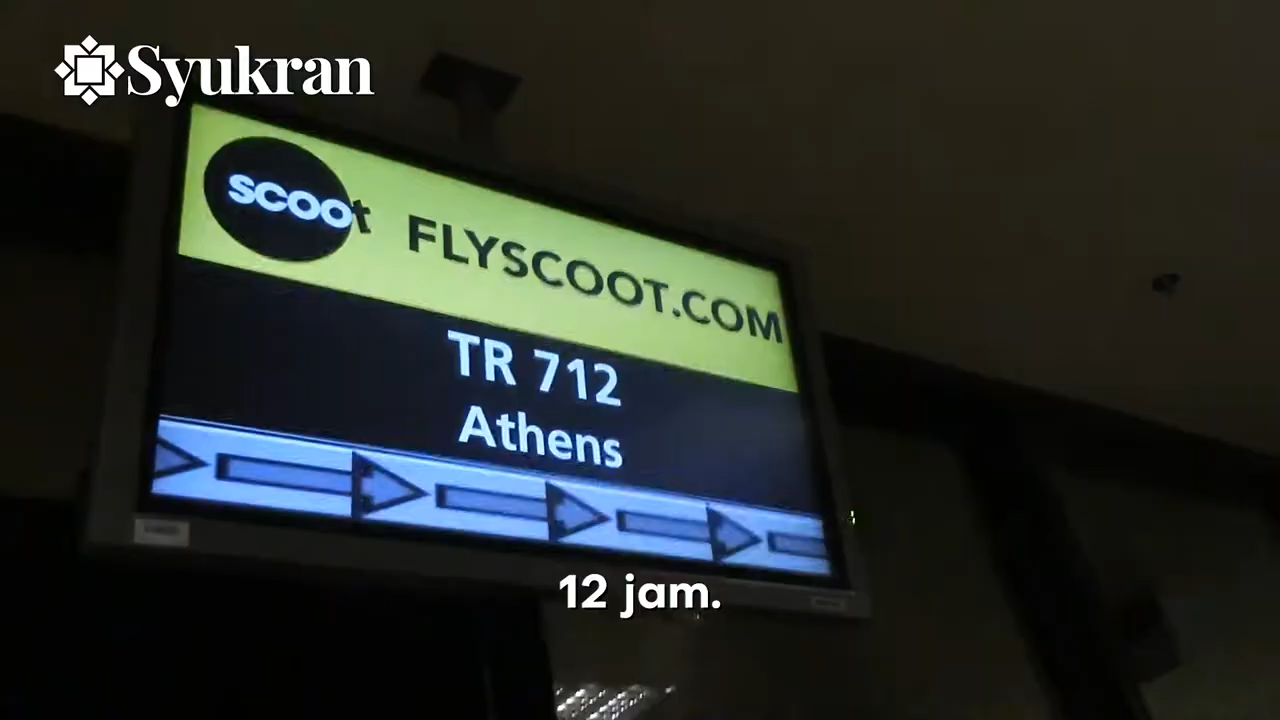 Syukran
scoot
FLYSCOOT.COM
TR 712
Athens
12 jam.